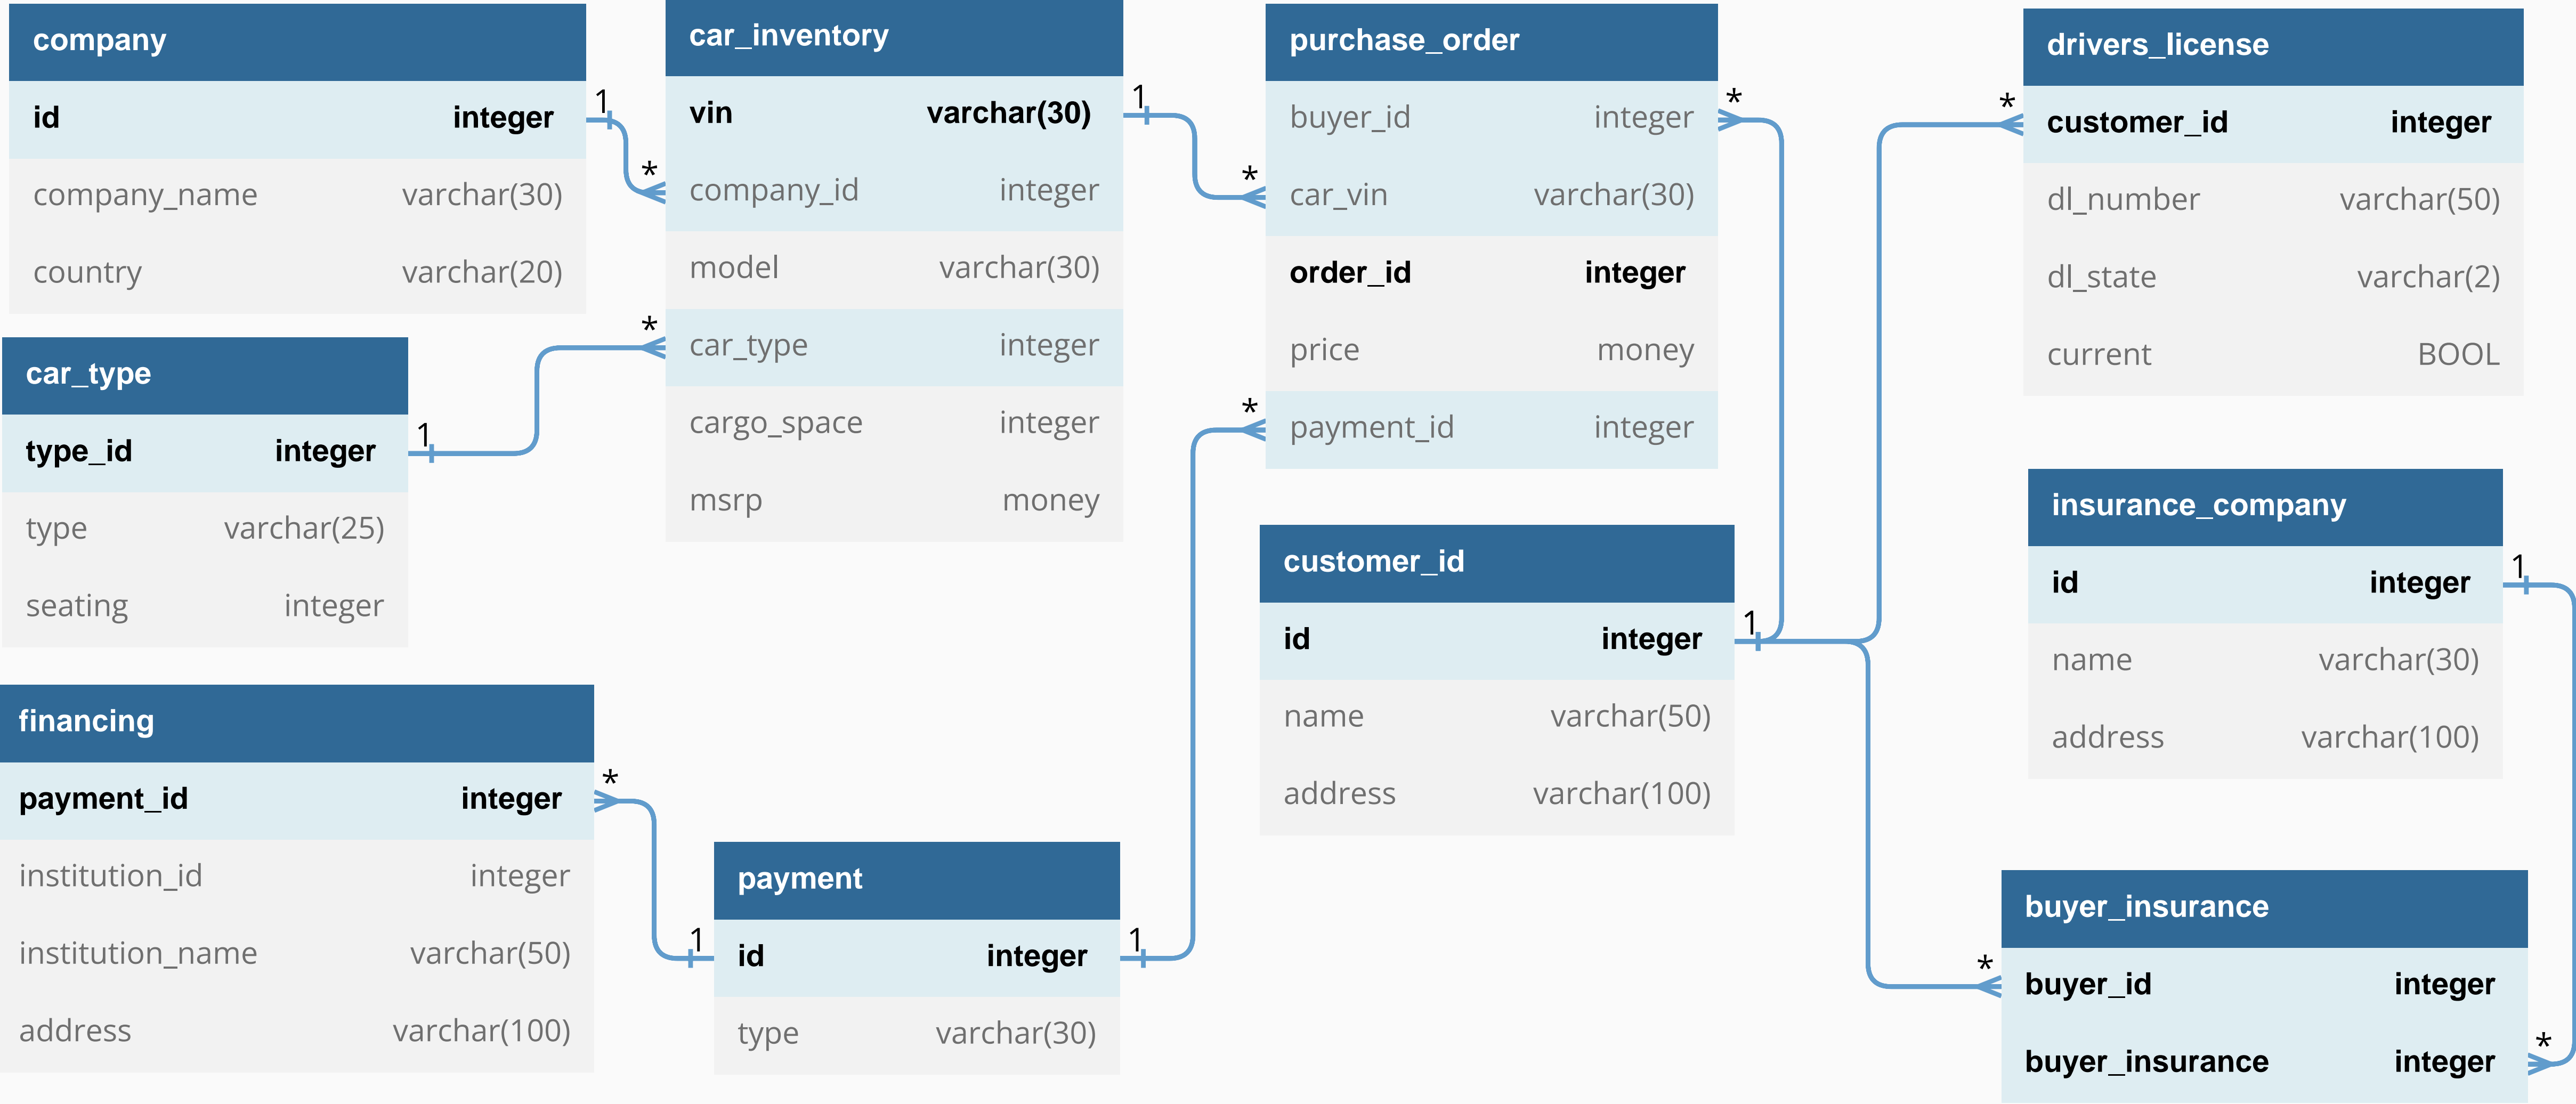 company
id integer
company_name varchar(30)
country varchar(20)
car_inventory
vin varchar(30)
company_id integer
model varchar(30)
car_type integer
cargo_space integer
msrp money
purchase_order
buyer_id integer
car_vin varchar(30)
order_id integer
price money
payment_id integer
drivers_license
customer_id integer
dl_number varchar(50)
dl_state varchar(2)
current BOOL
car_type
type_id integer
type varchar(25)
seating integer
customer_id
id integer
name varchar(50)
address varchar(100)
insurance_company
id integer
name varchar(30)
address varchar(100)
financing
payment_id integer
institution_id integer
institution_name varchar(50)
address varchar(100)
payment
id integer
type varchar(30)
buyer_insurance
buyer_id integer
buyer_insurance integer
1
*
1
*
*
1
*
*
*
1
1
*
1
1
*
1
*